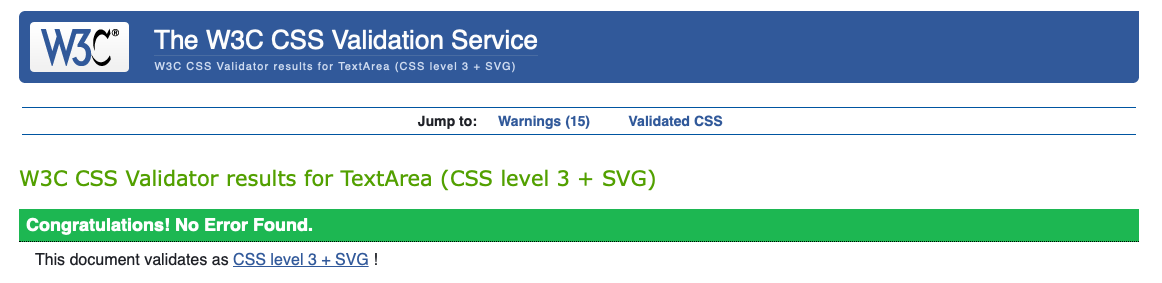 W3C®
The W3C CSS Validation Service
W3C CSS Validator results for TextArea (CSS level 3 + SVG)
Jump to: Warnings (15) Validated CSS
W3C CSS Validator results for TextArea (CSS level 3 + SVG)
Congratulations! No Error Found.
This document validates as CSS level 3 + SVG !